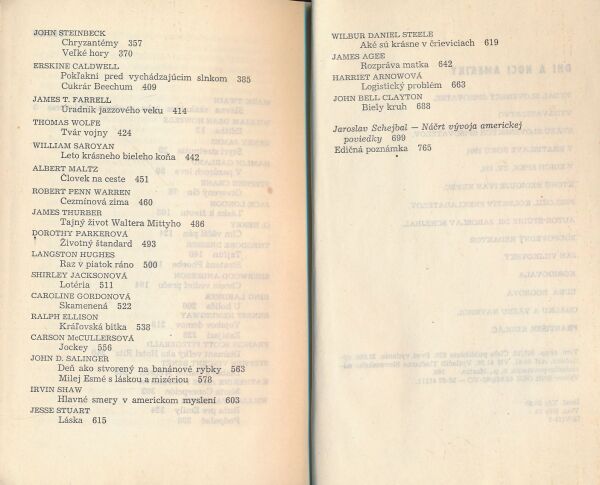 JOHN STEINBECK
Chryzantémy 357
Veľké hory 370
ERSKINE CALDWELL
Pokľakni pred vychádzajúcim slnkom 385
Cukrár Beechum 409
JAMES T. FARRELL
Úradník jazzového veku 414
THOMAS WOLFE
Tvár vojny 424
WILLIAM SAROYAN
Leto krásneho bieleho koňa 442
ALBERT MALTZ
Človek na ceste 451
ROBERT PENN WARREN
Cezmínová zima 460
JAMES THURBER
Tajný život Waltera Mittyho 486
DOROTHY PARKEROVÁ
Životný štandard 493
LANGSTON HUGHES
Raz v piatok ráno 500
SHIRLEY JACKSONOVÁ
Lotéria 511
CAROLINE GORDONOVÁ
Skamenená 522
RALPH ELLISON
Kráľovská bitka 538
CARSON McCULLERSOVÁ
Jockey 556
JOHN D. SALINGER
Deň ako stvorený na banánové rybky 563
Milej Esmé s láskou a mizériou 578
IRVIN SHAW
Hlavné smery v americkom myslení 603
JESSE STUART
Láska 615
WILBUR DANIEL STEELE
Aké sú krásne v črieviciach 619
JAMES AGEE
Rozpráva matka 642
HARRIET ARNOWOVÁ
Logistický problém 663
JOHN BELL CLAYTON
Biely kruh 688
Jaroslav Schejbal — Náčrt vývoja americkej
poviedky 699
Edičná poznámka 765